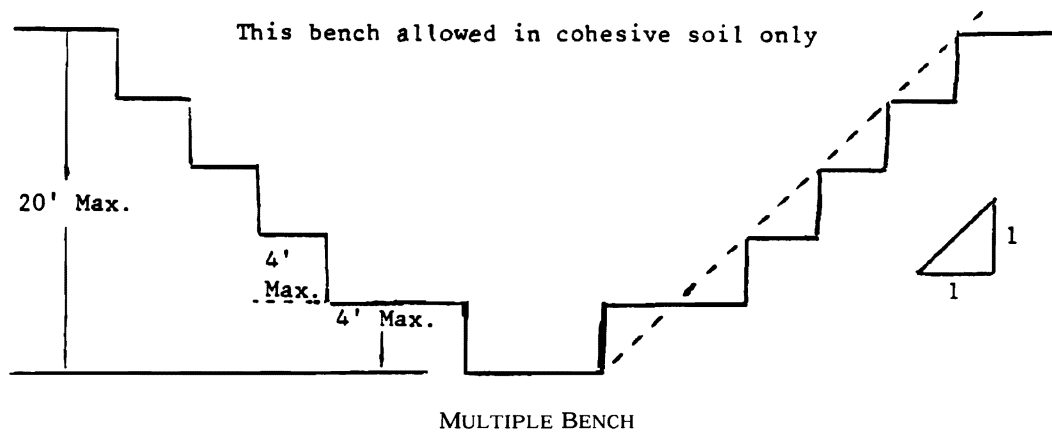 This bench allowed in cohesive soil only
20' Max.
4'
Max.
4' Max.
1
1
MULTIPLE BENCH